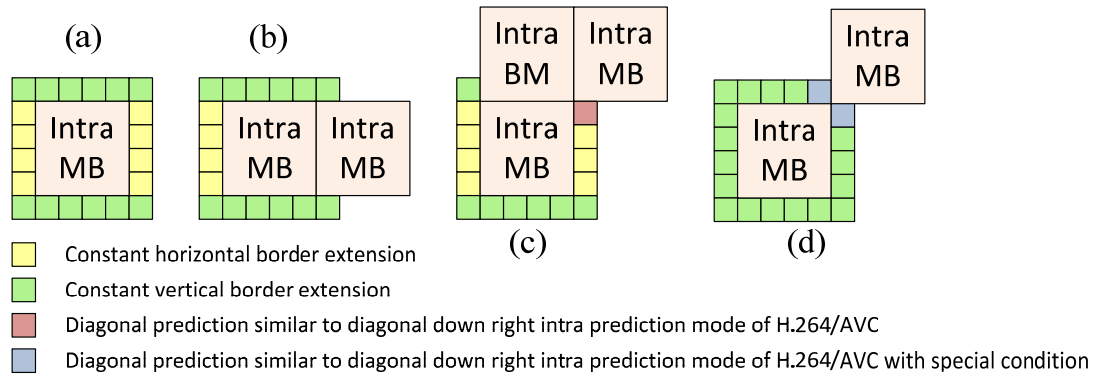 (a)
(b)
(c)
(d)
Intra
MB
Intra
MB
Intra
MB
Intra
BM
Intra
MB
Intra
MB
Intra
MB
Intra
MB
Constant horizontal border extension
Constant vertical border extension
Diagonal prediction similar to diagonal down right intra prediction mode of H.264/AVC
Diagonal prediction similar to diagonal down right intra prediction mode of H.264/AVC with special condition